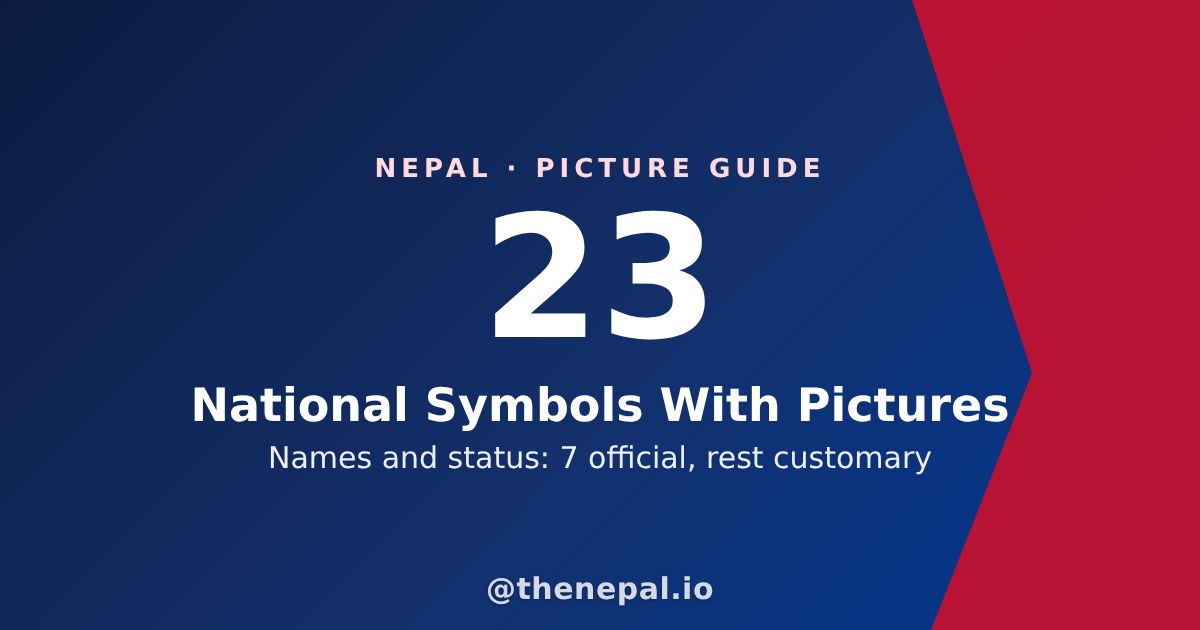 NEPAL · PICTURE GUIDE
23
National Symbols With Pictures
Names and status: 7 official, rest customary
@thenepal.io